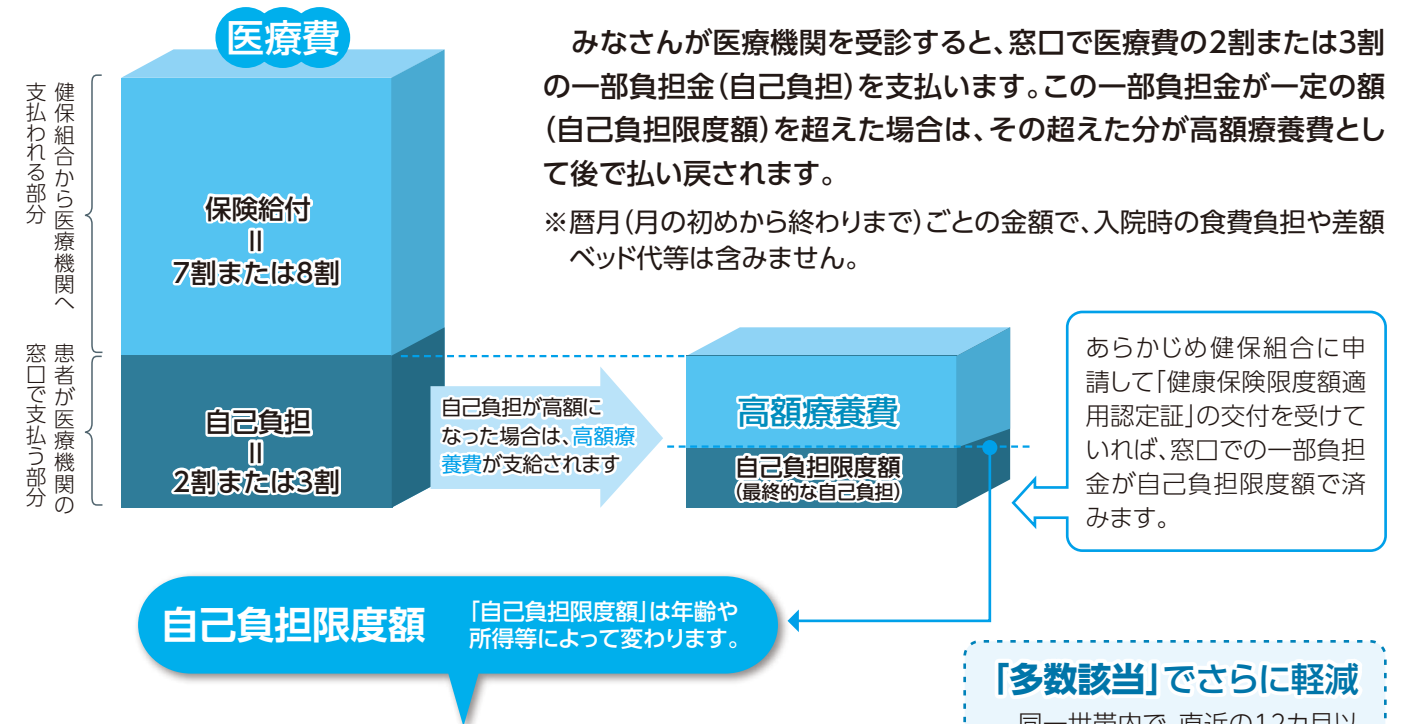 医療費
みなさんが医療機関を受診すると、窓口で医療費の2割または3割
の一部負担金（自己負担）を支払います。この一部負担金が一定の額
（自己負担限度額）を超えた場合は、その超えた分が高額療養費とし
て後で払い戻されます。
※暦月（月の初めから終わりまで）ごとの金額で、入院時の食費負担や差額
ベッド代等は含みません。
健保組合から医療機関へ
支払われる部分
保険給付
＝
7割または8割
患者が医療機関の
窓口で支払う部分
自己負担
＝
2割または3割
自己負担が高額に
なった場合は、高額療
養費が支給されます
高額療養費
自己負担限度額
（最終的な自己負担）
あらかじめ健保組合に申
請して「健康保険限度額適
用認定証」の交付を受けて
いれば、窓口での一部負担
金が自己負担限度額で済
みます。
自己負担限度額
「自己負担限度額」は年齢や
所得等によって変わります。
「多数該当」でさらに軽減
同一世帯内で、直近の12カ月以